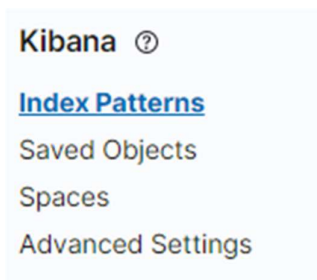 Kibana ?
Index Patterns
Saved Objects
Spaces
Advanced Settings